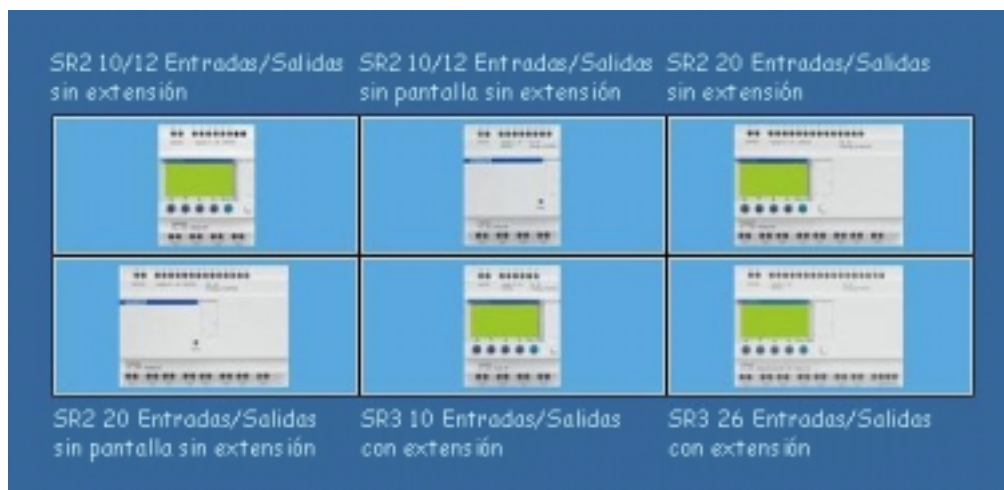 SR2 10/12 Entradas/Salidas
sin extensión
SR2 10/12 Entradas/Salidas
sin pantalla sin extensión
SR2 20 Entradas/Salidas
sin extensión
SR2 20 Entradas/Salidas
sin pantalla sin extensión
SR3 10 Entradas/Salidas
con extensión
SR3 26 Entradas/Salidas
con extensión